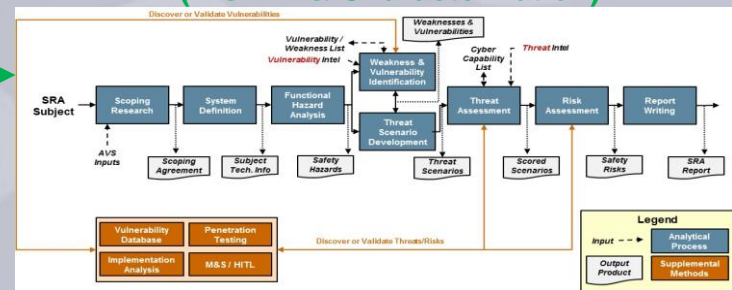 Discover or Validate Vulnerabilities
Weaknesses &
Vulnerabilities
Vulnerability /
Weakness List
Vulnerability Intel
Weakness &
Vulnerability
Identification
Cyber
Capability
List
Threat Intel
SRA
Subject
Scoping
Research
System
Definition
Functional
Hazard
Analysis
Threat
Scenario
Development
Threat
Assessment
Risk
Assessment
Report
Writing
AVS
Inputs
Scoping
Agreement
Subject
Tech. Info
Safety
Hazards
Threat
Scenarios
Scored
Scenarios
Safety
Risks
SRA
Report
Vulnerability
Database
Penetration
Testing
Implementation
Analysis
M&S / HITL
Discover or Validate Threats/Risks
Legend
Input
Analytical
Process
Output
Product
Supplemental
Methods